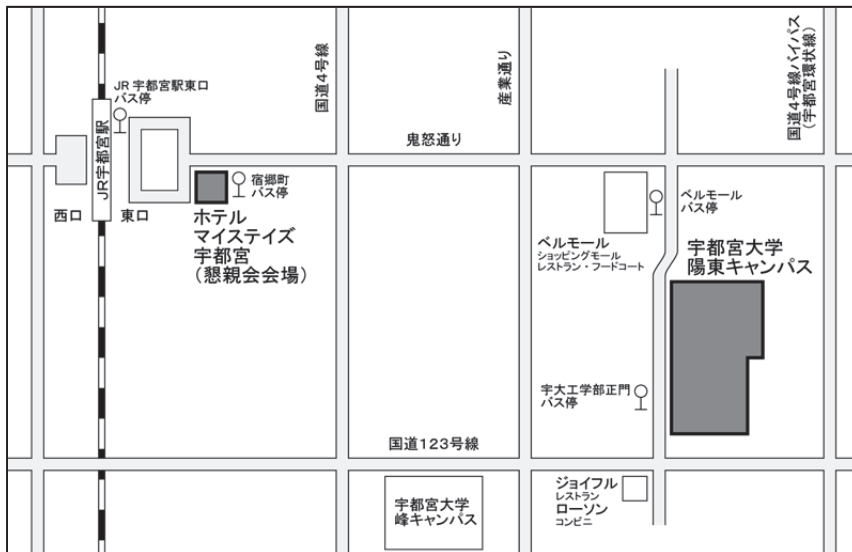 国道4号線
産業通り
国道4号線バイパス
（宇都宮環状線）
JR宇都宮駅東口
バス停
JR宇都宮駅
鬼怒通り
西口
東口
宿郷町
バス停
ホテル
マイステイズ
宇都宮
（懇親会会場）
ベルモール
バス停
ベルモール
ショッピングモール
レストラン・フードコート
宇都宮大学
陽東キャンパス
宇大工学部正門
バス停
国道123号線
宇都宮大学
峰キャンパス
ジョイフル
レストラン
ローソン
コンビニ